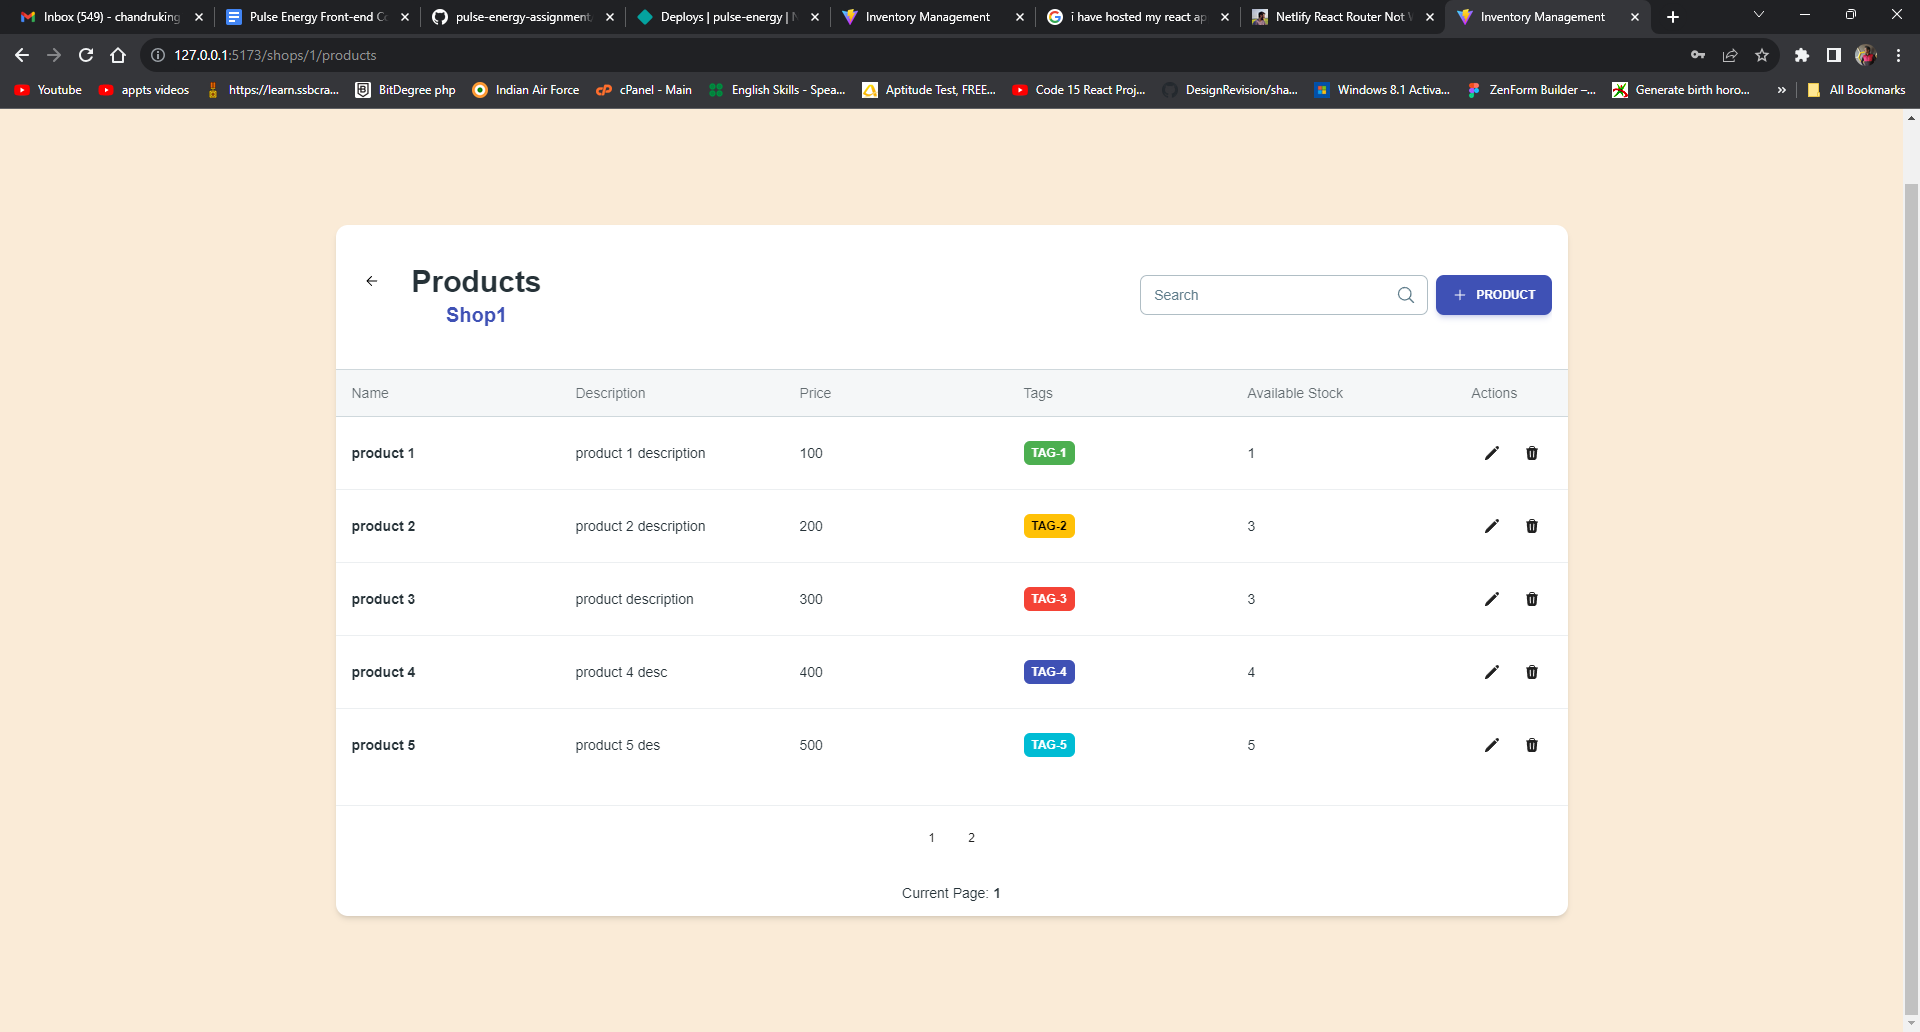 Inbox (549) - chandruking
Pulse Energy Front-end Co
pulse-energy-assignment
Deploys | pulse-energy | N
Inventory Management
i have hosted my react ap
Netlify React Router Not W
Inventory Management
127.0.0.1:5173/shops/1/products
Youtube
appts videos
https://learn.ssbcra...
BitDegree php
Indian Air Force
cPanel - Main
English Skills - Spea...
Aptitude Test, FREE...
Code 15 React Proj...
DesignRevision/sha...
Windows 8.1 Activa...
ZenForm Builder –...
Generate birth horo...
»
All Bookmarks
Products
Shop1
Search
+ PRODUCT
Name Description Price Tags Available Stock Actions
product 1 product 1 description 100 TAG-1 1
product 2 product 2 description 200 TAG-2 3
product 3 product description 300 TAG-3 3
product 4 product 4 desc 400 TAG-4 4
product 5 product 5 des 500 TAG-5 5
1 2
Current Page: 1